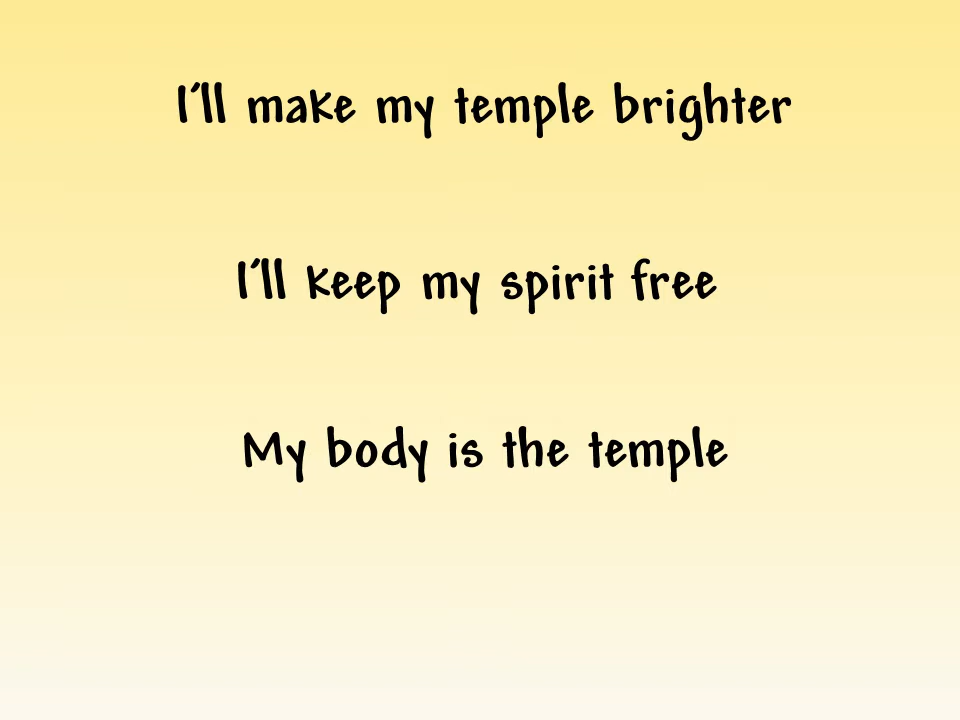 I'll make my temple brighter
I'll keep my spirit free
My body is the temple